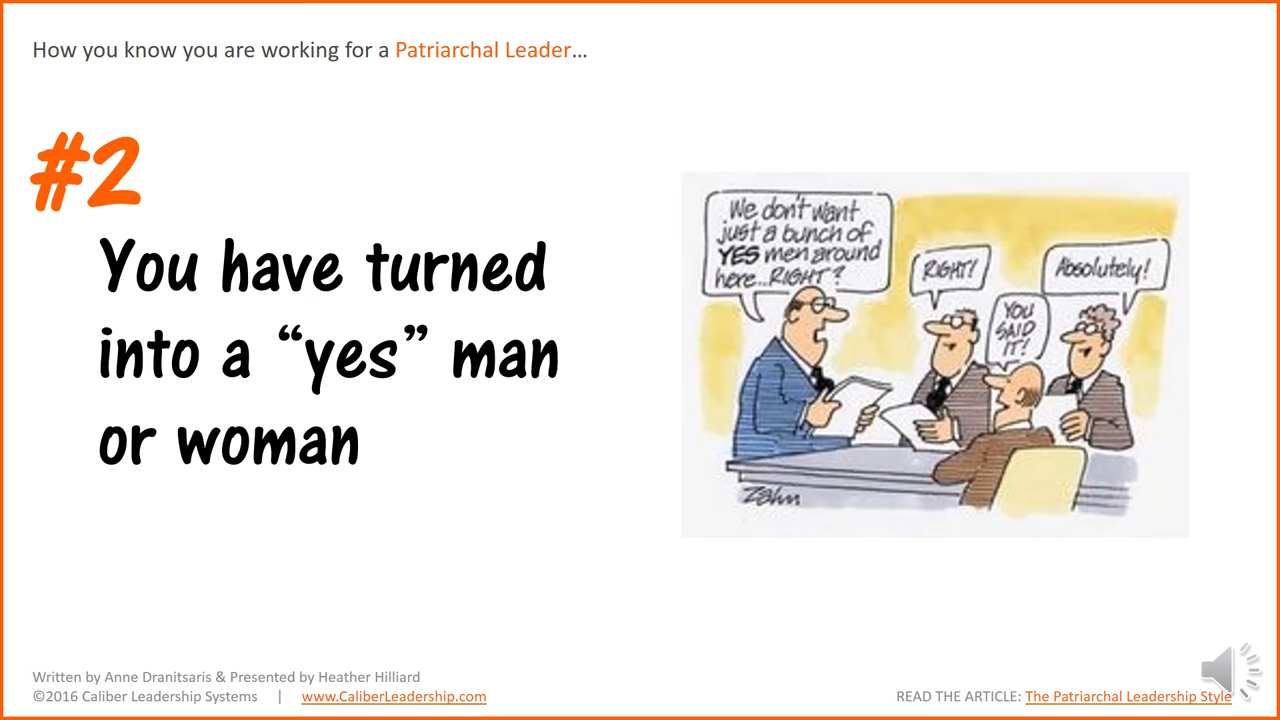 How you know you are working for a Patriarchal Leader...
#2
You have turned
into a “yes” man
or woman
We don't want
just a bunch of
YES men around
here...RIGHT?
RIGHT!
YOU
SAID
IT!
Absolutely!
Zahn
Written by Anne Dranitsaris & Presented by Heather Hilliard
©2016 Caliber Leadership Systems | www.CaliberLeadership.com
READ THE ARTICLE: The Patriarchal Leadership Style